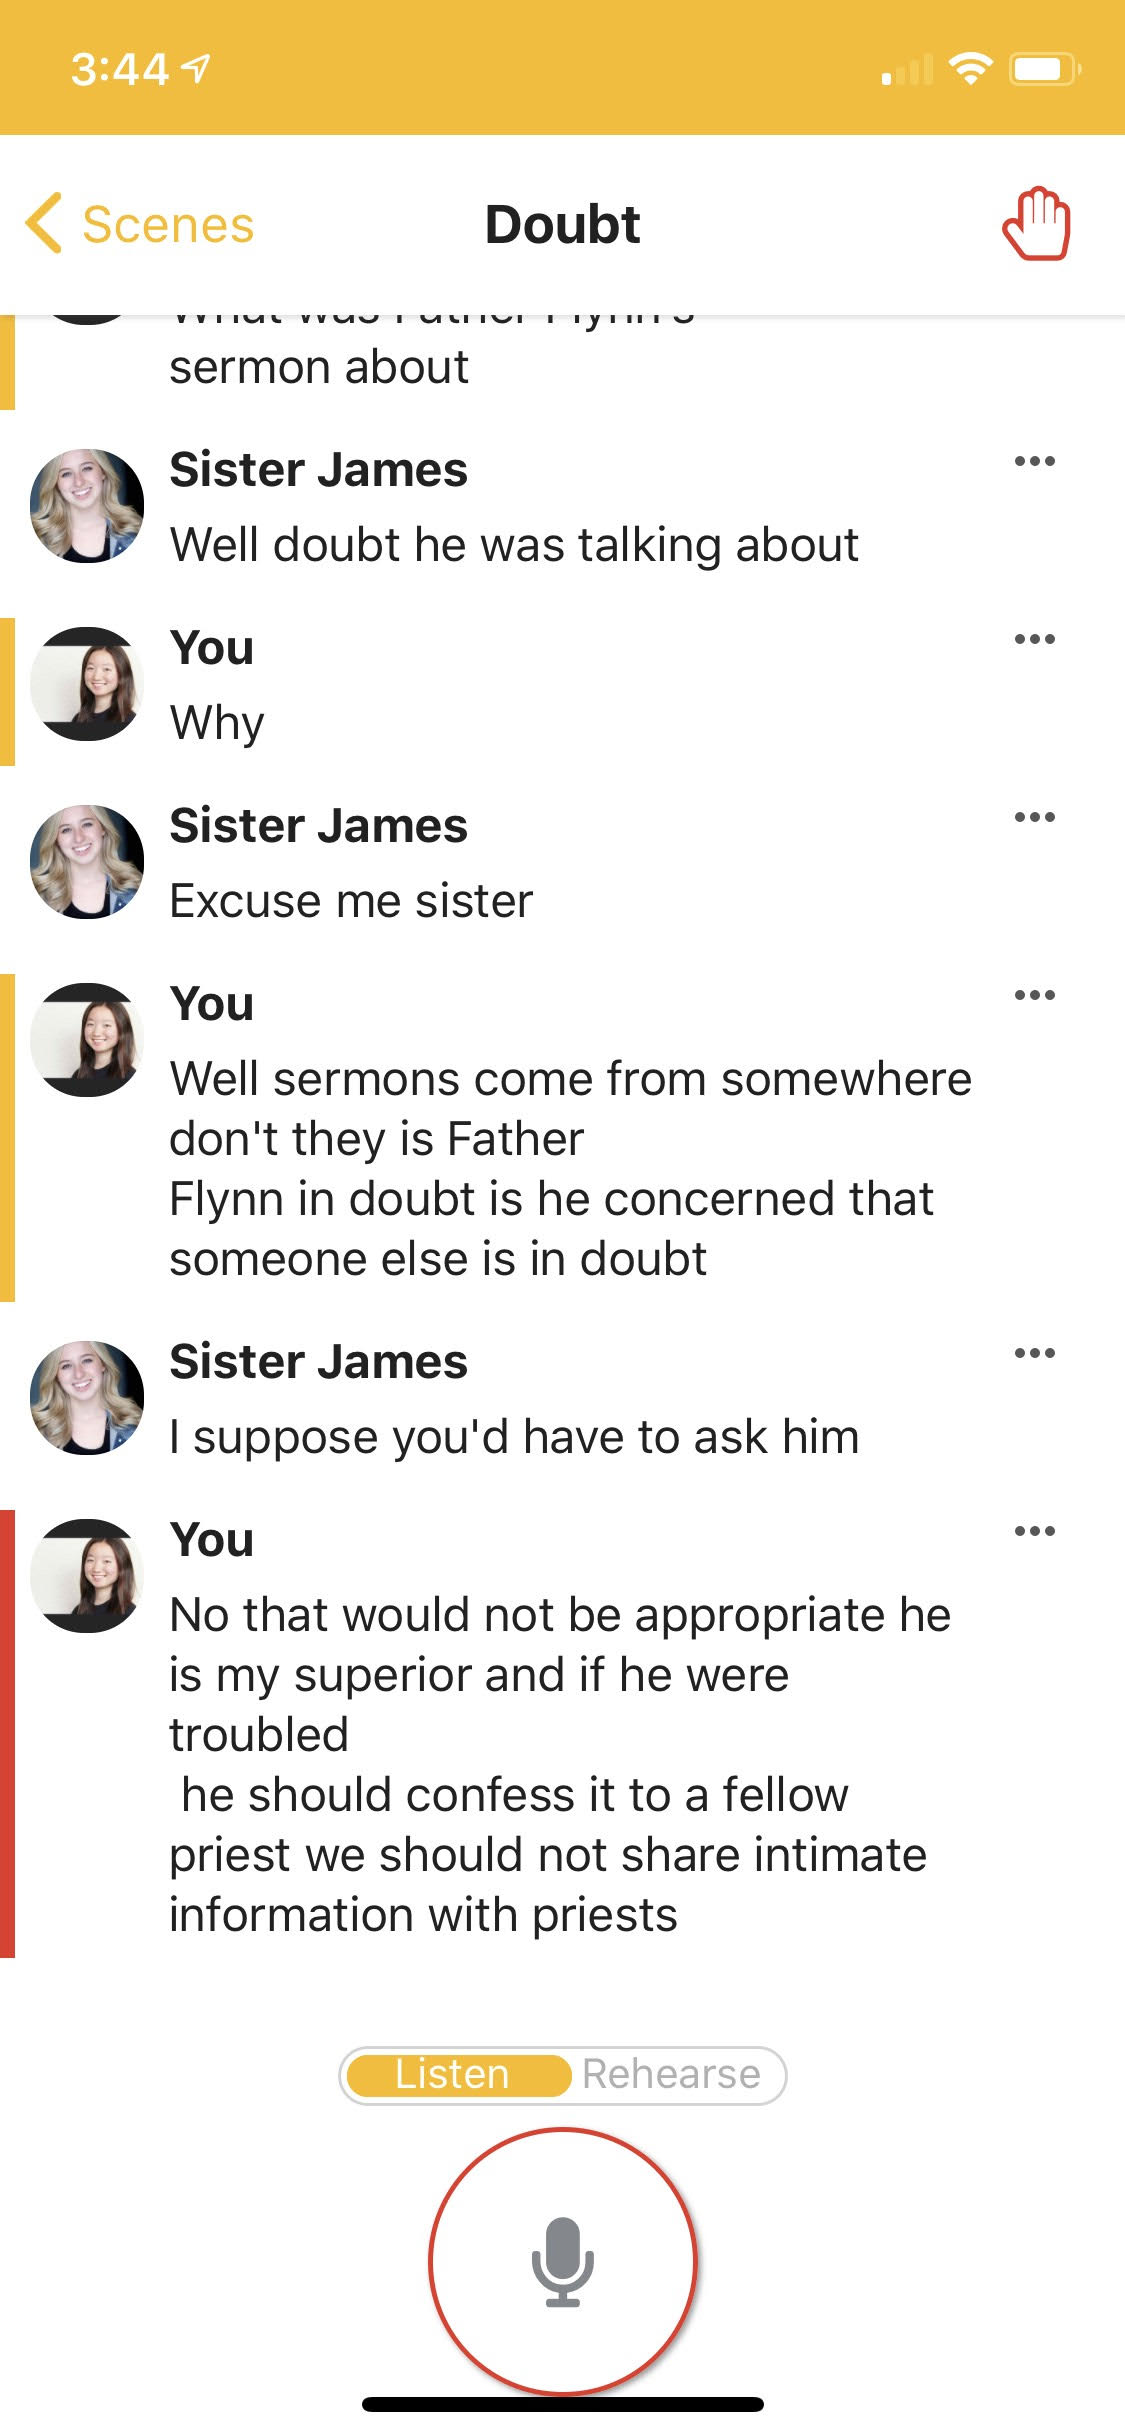 3:44
Scenes
Doubt
What was Father Flynn's
sermon about
Sister James
Well doubt he was talking about
You
Why
Sister James
Excuse me sister
You
Well sermons come from somewhere
don't they is Father
Flynn in doubt is he concerned that
someone else is in doubt
Sister James
I suppose you'd have to ask him
You
No that would not be appropriate he
is my superior and if he were
troubled
he should confess it to a fellow
priest we should not share intimate
information with priests
Listen
Rehearse